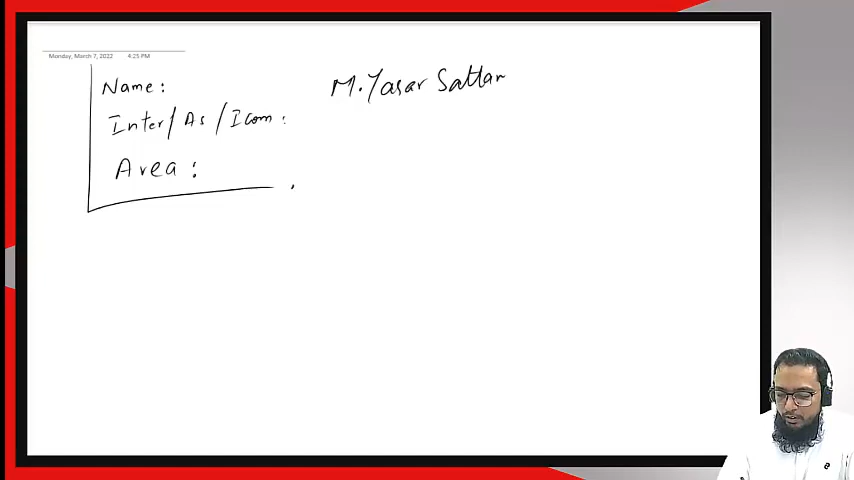 Monday, March 7, 2022 4:25 PM
Name: M. Yasar Sattar
Inter/ As / Icom:
Area: